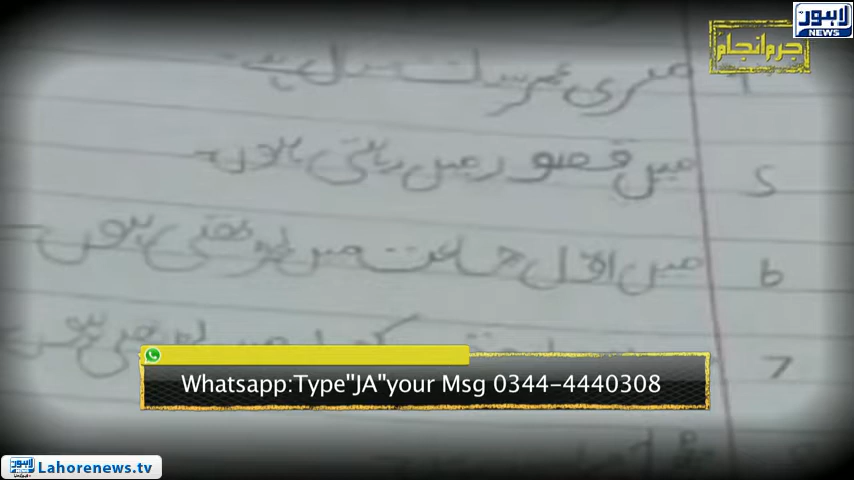 لاہور
NEWS
جرم انجام
میری عمر سات سال ہے۔
میں قصور میں رہتی ہوں۔
5
میں اول جماعت میں پڑھتی ہوں۔
6
7
Whatsapp:Type"JA"your Msg 0344-4440308
Lahorenews.tv